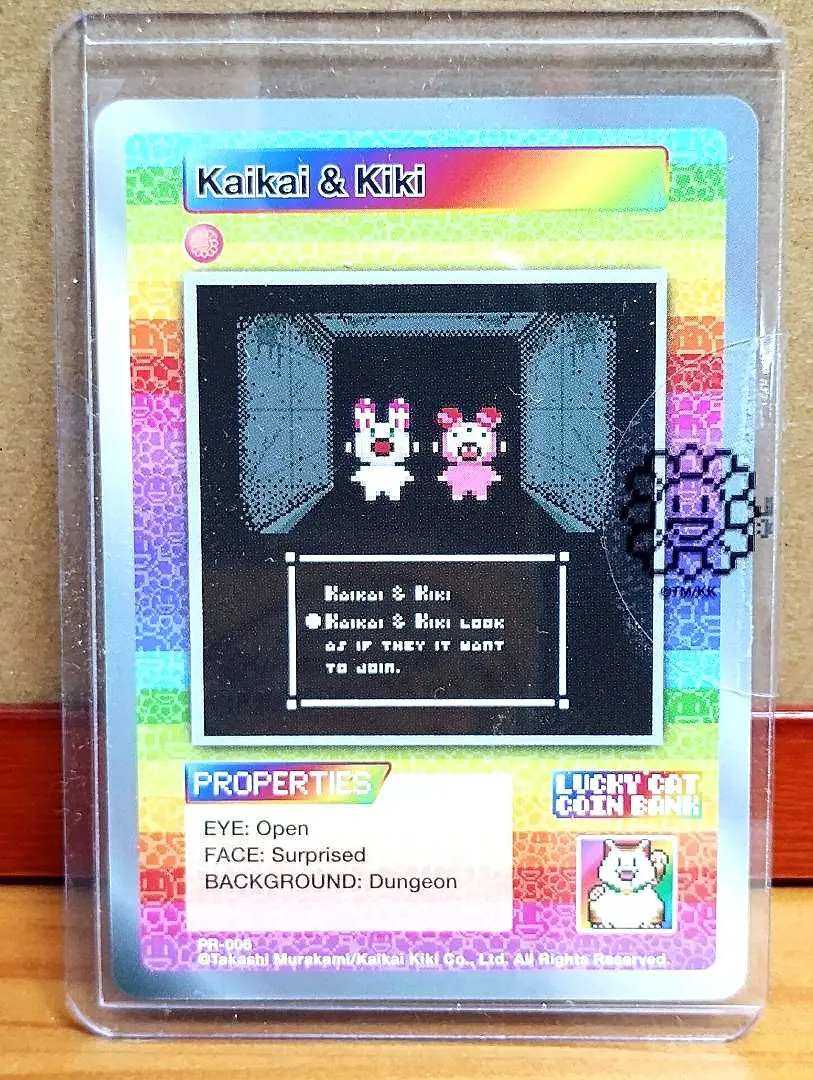 Kaikai & Kiki
Kaikai & Kiki
Kaikai & Kiki look
as if they it want
to join.
©TM/KK
PROPERTIES
EYE: Open
FACE: Surprised
BACKGROUND: Dungeon
LUCKY CAT
COIN BANK
PR-006
©Takashi Murakami/Kaikai Kiki Co., Ltd. All Rights Reserved.